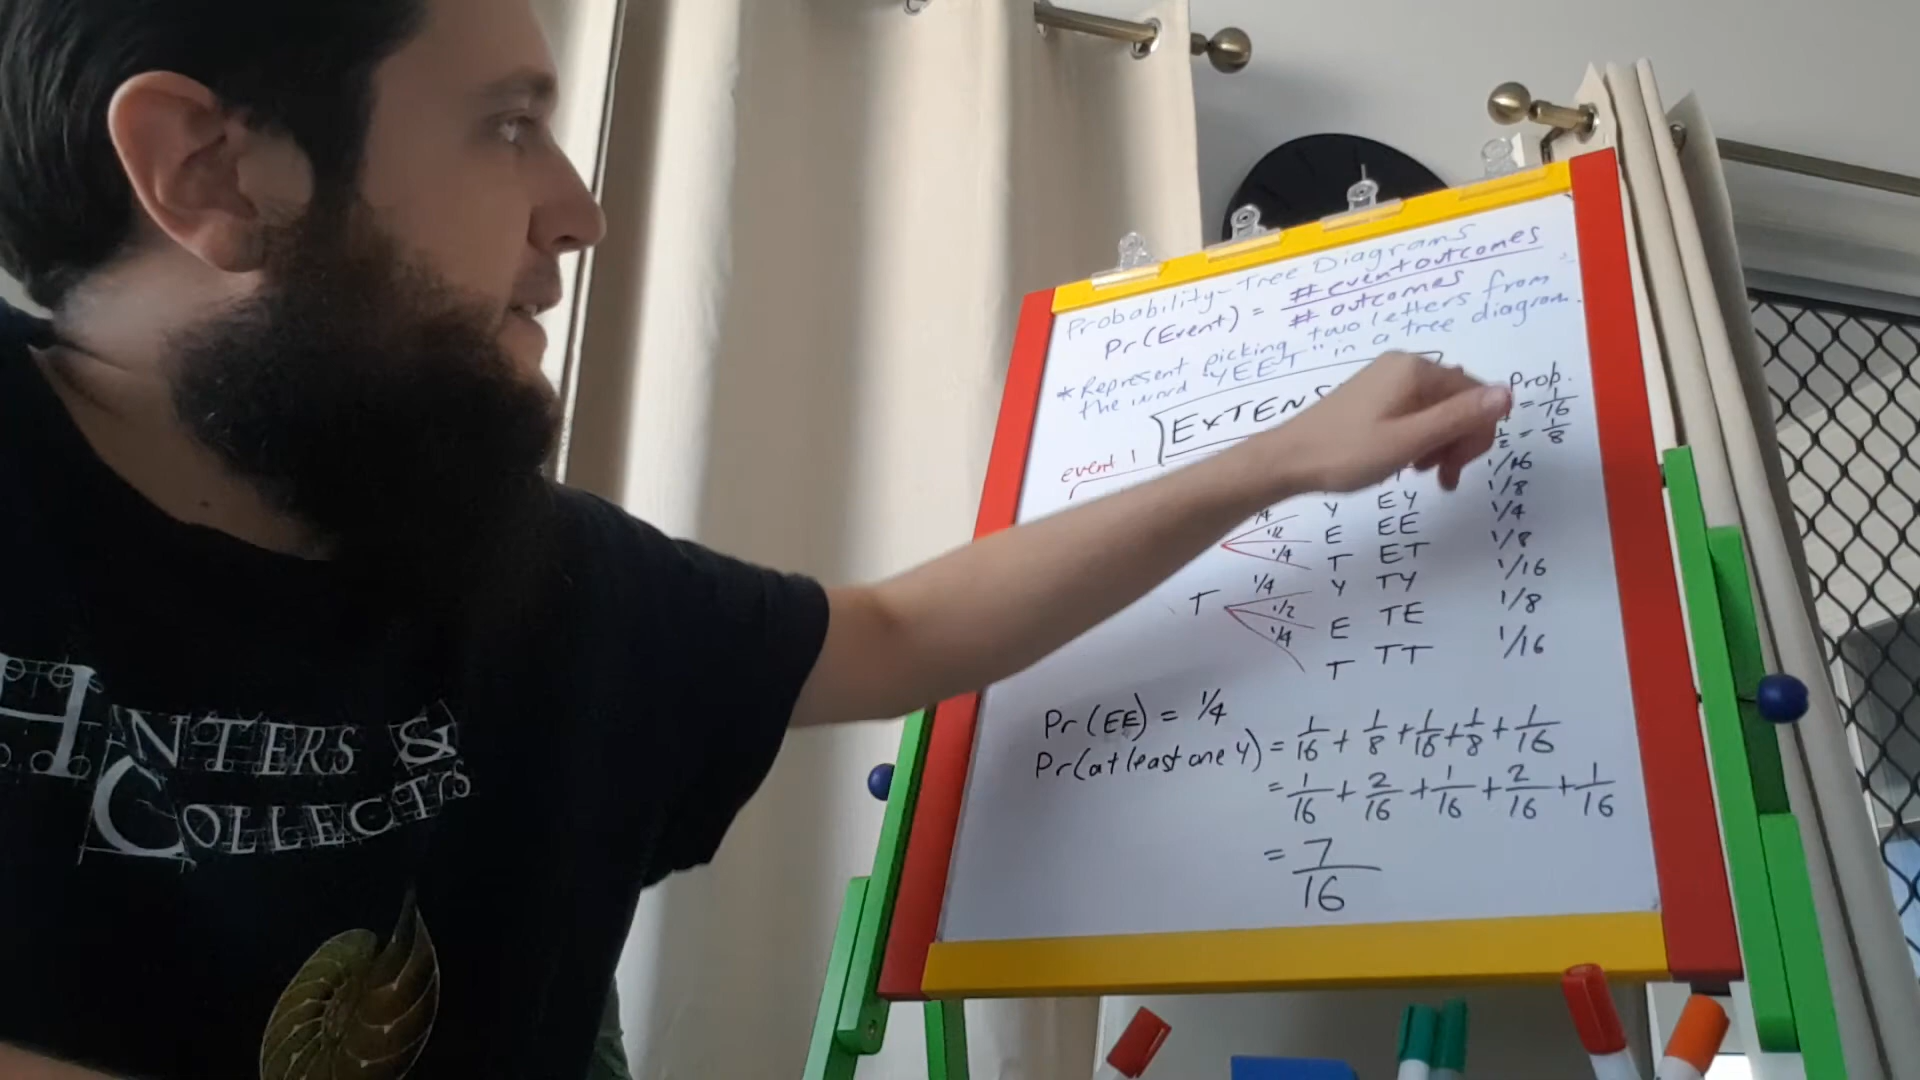 Probability-Tree Diagrams
Pr(Event) = # event outcomes
# outcomes
* Represent picking two letters from
the word "YEET" in a tree diagram.
EXTENS
Prob.
= 1/16
event 1
1/2 = 1/8
1/16
1/8
1/4 Y EY
1/4
1/2 E EE
1/8
1/4 T ET
1/16
T 1/4 Y TY
1/8
1/2 E TE
1/16
1/4 T TT
Pr(EE) = 1/4
Pr(at least one Y) = 1/16 + 1/8 + 1/16 + 1/8 + 1/16
= 1/16 + 2/16 + 1/16 + 2/16 + 1/16
= 7/16
HNTERS &
COLLECTRS